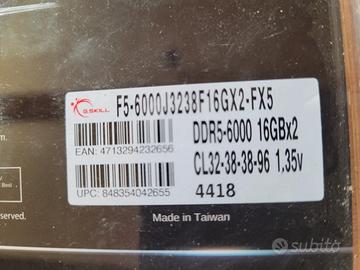 G.SKILL
F5-6000J3238F16GX2-FX5
DDR5-6000 16GBx2
EAN: 4713294232656
CL32-38-38-96 1,35v
UPC: 848354042655
4418
Made in Taiwan
served.
subito